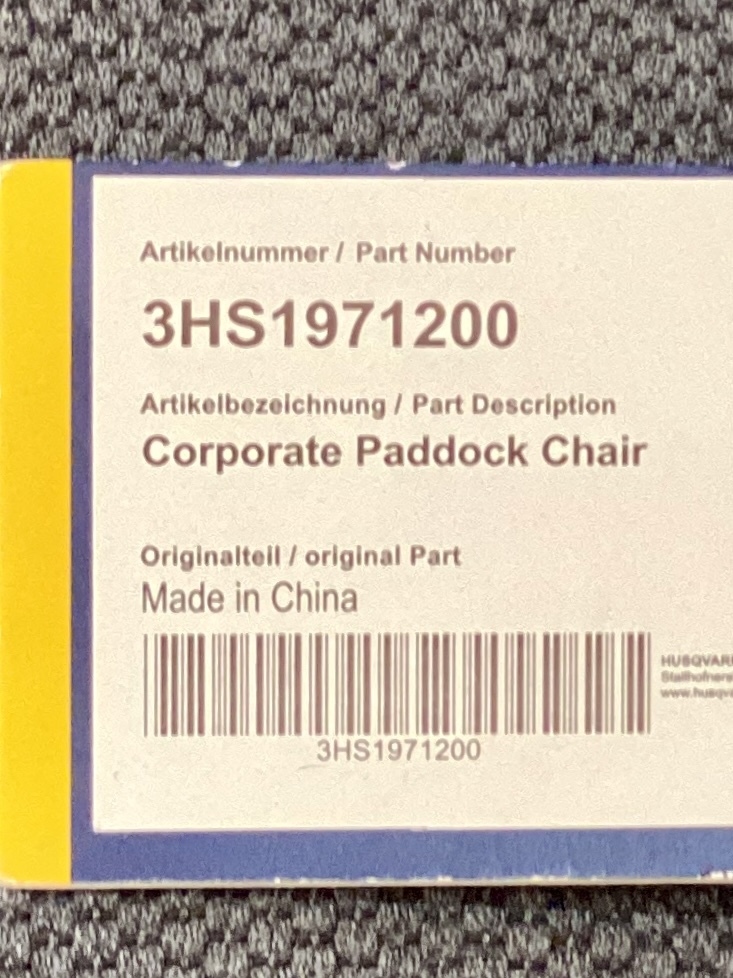 Artikelnummer / Part Number
3HS1971200
Artikelbezeichnung / Part Description
Corporate Paddock Chair
Originalteil / original Part
Made in China
3HS1971200